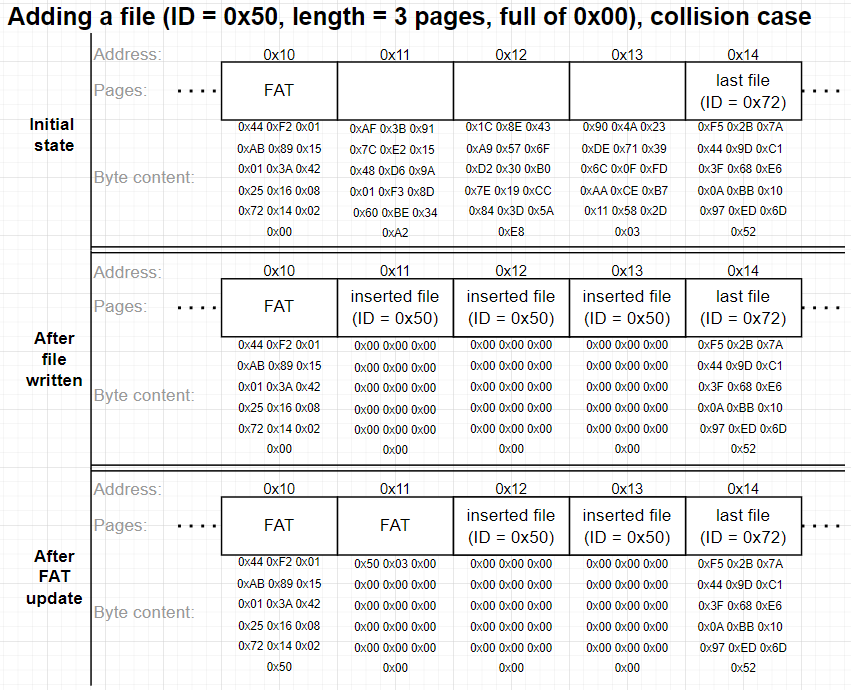 Adding a file (ID = 0x50, length = 3 pages, full of 0x00), collision case
Address: 0x10 0x11 0x12 0x13 0x14
Pages: .... FAT last file (ID = 0x72) ....
Initial state
Byte content:
0x44 0xF2 0x01 0xAF 0x3B 0x91 0x1C 0x8E 0x43 0x90 0x4A 0x23 0xF5 0x2B 0x7A
0xAB 0x89 0x15 0x7C 0xE2 0x15 0xA9 0x57 0x6F 0xDE 0x71 0x39 0x44 0x9D 0xC1
0x01 0x3A 0x42 0x48 0xD6 0x9A 0xD2 0x30 0xB0 0x6C 0x0F 0xFD 0x3F 0x68 0xE6
0x25 0x16 0x08 0x01 0xF3 0x8D 0x7E 0x19 0xCC 0xAA 0xCE 0xB7 0x0A 0xBB 0x10
0x72 0x14 0x02 0x60 0xBE 0x34 0x84 0x3D 0x5A 0x11 0x58 0x2D 0x97 0xED 0x6D
0x00 0xA2 0xE8 0x03 0x52
Address: 0x10 0x11 0x12 0x13 0x14
Pages: .... FAT inserted file (ID = 0x50) inserted file (ID = 0x50) inserted file (ID = 0x50) last file (ID = 0x72) ....
After file written
Byte content:
0x44 0xF2 0x01 0x00 0x00 0x00 0x00 0x00 0x00 0x00 0x00 0x00 0xF5 0x2B 0x7A
0xAB 0x89 0x15 0x00 0x00 0x00 0x00 0x00 0x00 0x00 0x00 0x00 0x44 0x9D 0xC1
0x01 0x3A 0x42 0x00 0x00 0x00 0x00 0x00 0x00 0x00 0x00 0x00 0x3F 0x68 0xE6
0x25 0x16 0x08 0x00 0x00 0x00 0x00 0x00 0x00 0x00 0x00 0x00 0x0A 0xBB 0x10
0x72 0x14 0x02 0x00 0x00 0x00 0x00 0x00 0x00 0x00 0x00 0x00 0x97 0xED 0x6D
0x00 0x00 0x00 0x00 0x52
Address: 0x10 0x11 0x12 0x13 0x14
Pages: .... FAT FAT inserted file (ID = 0x50) inserted file (ID = 0x50) last file (ID = 0x72) ....
After FAT update
Byte content:
0x44 0xF2 0x01 0x50 0x03 0x00 0x00 0x00 0x00 0x00 0x00 0x00 0xF5 0x2B 0x7A
0xAB 0x89 0x15 0x00 0x00 0x00 0x00 0x00 0x00 0x00 0x00 0x00 0x44 0x9D 0xC1
0x01 0x3A 0x42 0x00 0x00 0x00 0x00 0x00 0x00 0x00 0x00 0x00 0x3F 0x68 0xE6
0x25 0x16 0x08 0x00 0x00 0x00 0x00 0x00 0x00 0x00 0x00 0x00 0x0A 0xBB 0x10
0x72 0x14 0x02 0x00 0x00 0x00 0x00 0x00 0x00 0x00 0x00 0x00 0x97 0xED 0x6D
0x50 0x00 0x00 0x00 0x52